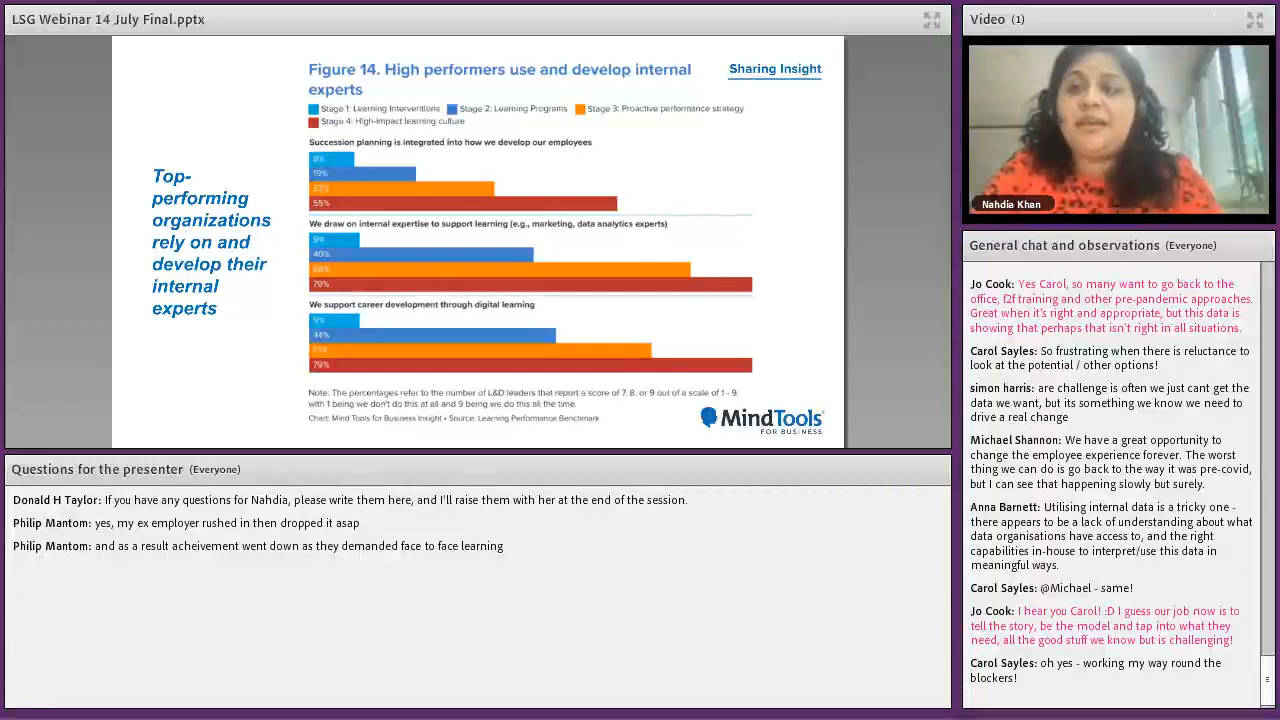 LSG Webinar 14 July Final.pptx
Figure 14. High performers use and develop internal
experts
Sharing Insight
Stage 1: Learning Interventions
Stage 2: Learning Programs
Stage 3: Proactive performance strategy
Stage 4: High-impact learning culture
Top-
performing
organizations
rely on and
develop their
internal
experts
Succession planning is integrated into how we develop our employees
8%
19%
33%
55%
We draw on internal expertise to support learning (e.g., marketing, data analytics experts)
9%
40%
68%
79%
We support career development through digital learning
9%
44%
79%
Note: The percentages refer to the number of L&D leaders that report a score of 7, 8, or 9 out of a scale of 1 - 9,
with 1 being we don't do this at all and 9 being we do this all the time.
Chart: Mind Tools for Business Insight • Source: Learning Performance Benchmark
MindTools
FOR BUSINESS
Video (1)
Nahdia Khan
General chat and observations (Everyone)
Jo Cook: Yes Carol, so many want to go back to the
office, f2f training and other pre-pandemic approaches.
Great when it's right and appropriate, but this data is
showing that perhaps that isn't right in all situations.
Carol Sayles: So frustrating when there is reluctance to
look at the potential / other options!
simon harris: are challenge is often we just cant get the
data we want, but its something we know we need to
drive a real change
Michael Shannon: We have a great opportunity to
change the employee experience forever. The worst
thing we can do is go back to the way it was pre-covid,
but I can see that happening slowly but surely.
Anna Barnett: Utilising internal data is a tricky one -
there appears to be a lack of understanding about what
data organisations have access to, and the right
capabilities in-house to interpret/use this data in
meaningful ways.
Carol Sayles: @Michael - same!
Jo Cook: I hear you Carol! :D I guess our job now is to
tell the story, be the model and tap into what they
need, all the good stuff we know but is challenging!
Carol Sayles: oh yes - working my way round the
blockers!
Questions for the presenter (Everyone)
Donald H Taylor: If you have any questions for Nahdia, please write them here, and I'll raise them with her at the end of the session.
Philip Mantom: yes, my ex employer rushed in then dropped it asap
Philip Mantom: and as a result acheivement went down as they demanded face to face learning